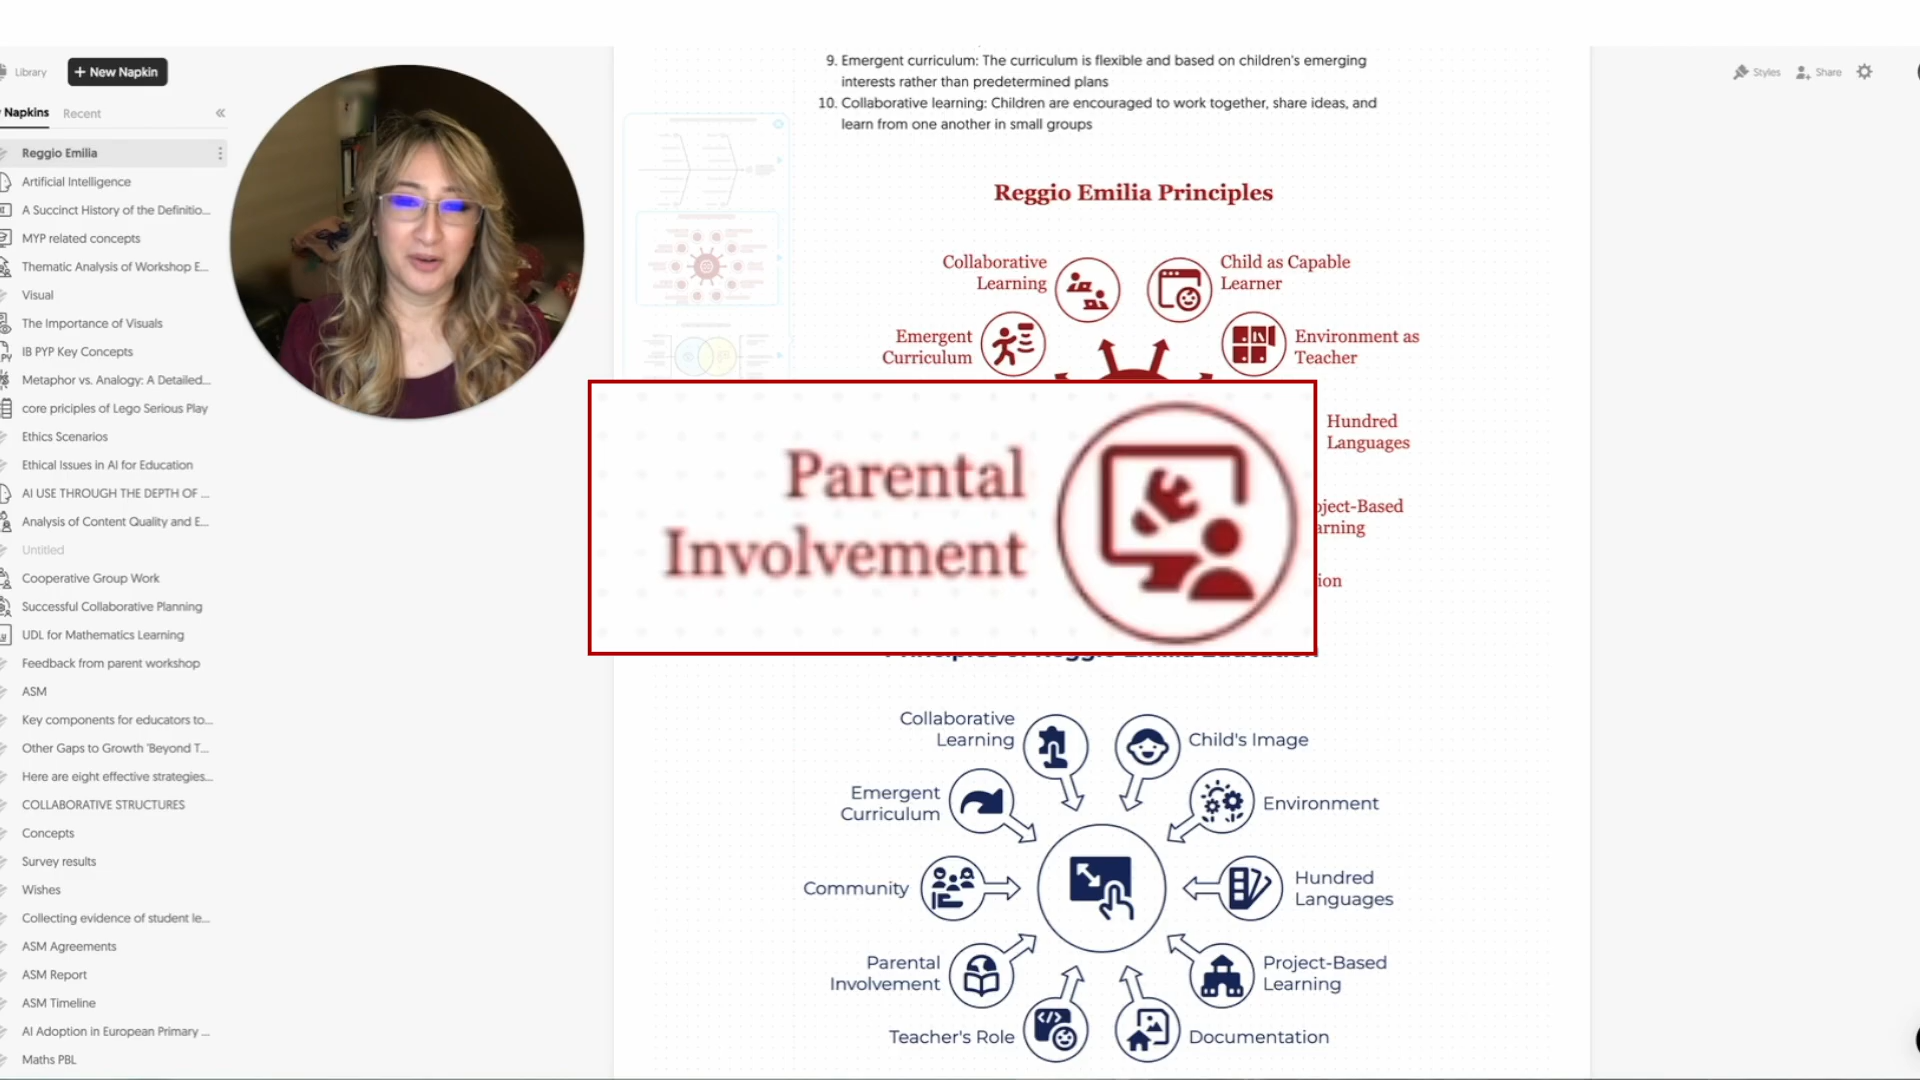 Library
+ New Napkin
Napkins
Recent
«
Reggio Emilia
Artificial Intelligence
A Succinct History of the Definitio...
MYP related concepts
Thematic Analysis of Workshop E...
Visual
The Importance of Visuals
IB PYP Key Concepts
Metaphor vs. Analogy: A Detailed...
core priciples of Lego Serious Play
Ethics Scenarios
Ethical Issues in AI for Education
AI USE THROUGH THE DEPTH OF ...
Analysis of Content Quality and E...
Untitled
Cooperative Group Work
Successful Collaborative Planning
UDL for Mathematics Learning
Feedback from parent workshop
ASM
Key components for educators to...
Other Gaps to Growth 'Beyond T...
Here are eight effective strategies...
COLLABORATIVE STRUCTURES
Concepts
Survey results
Wishes
Collecting evidence of student le...
ASM Agreements
ASM Report
ASM Timeline
AI Adoption in European Primary ...
Maths PBL
9. Emergent curriculum: The curriculum is flexible and based on children's emerging
interests rather than predetermined plans
10. Collaborative learning: Children are encouraged to work together, share ideas, and
learn from one another in small groups
Styles
Share
Reggio Emilia Principles
Collaborative
Learning
Child as Capable
Learner
Emergent
Curriculum
Environment as
Teacher
Hundred
Languages
Parental
Involvement
Collaborative
Learning
Child's Image
Emergent
Curriculum
Environment
Community
Hundred
Languages
Parental
Involvement
Project-Based
Learning
Teacher's Role
Documentation